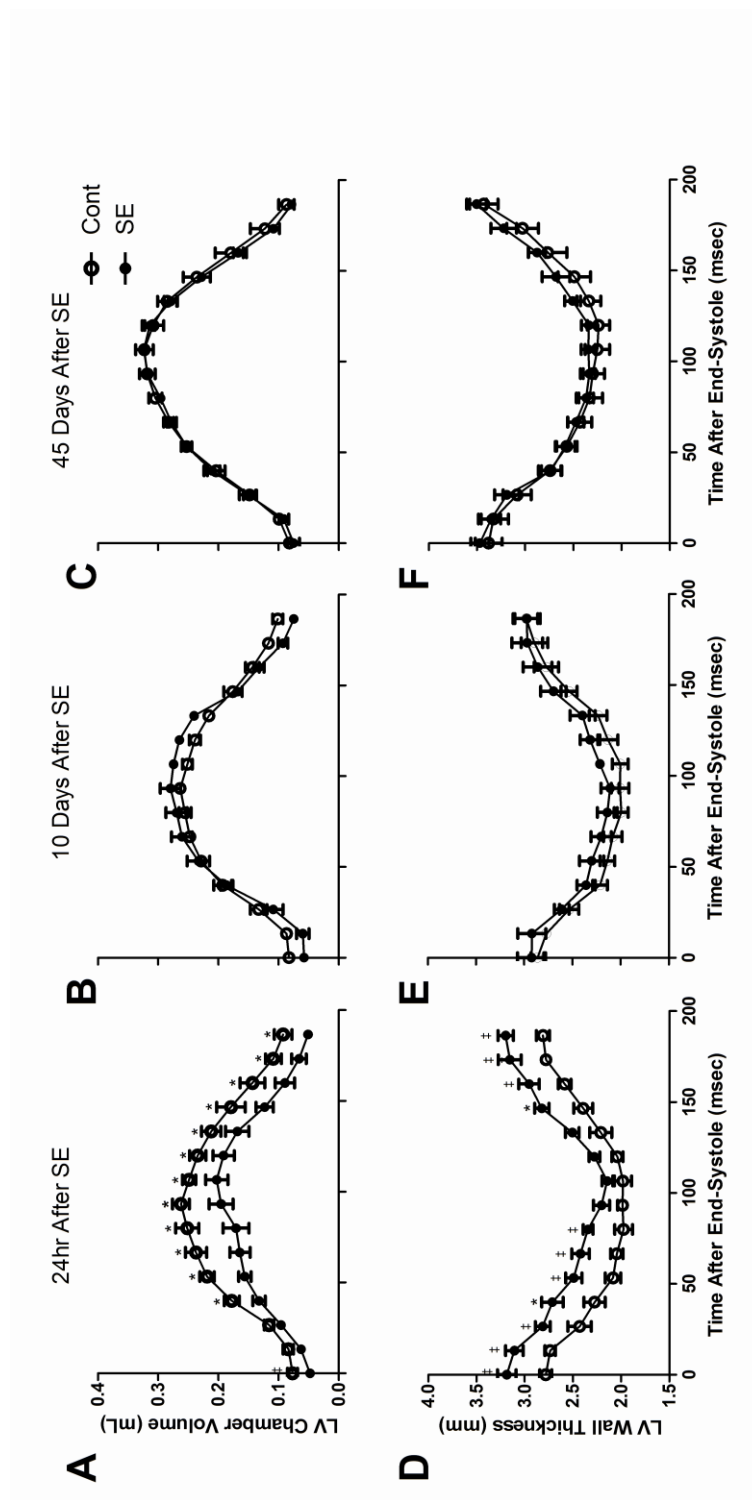 24hr After SE
10 Days After SE
45 Days After SE
A
B
C
Cont
SE
LV Chamber Volume (mL)
0.4
0.3
0.2
0.1
0.0
* * * * * * * * * * * *
‡
D
E
F
LV Wall Thickness (mm)
4.0
3.5
3.0
2.5
2.0
1.5
‡ ‡ ‡ * ‡ ‡ ‡ * ‡ ‡ ‡
0 50 100 150 200
0 50 100 150 200
0 50 100 150 200
Time After End-Systole (msec)
Time After End-Systole (msec)
Time After End-Systole (msec)